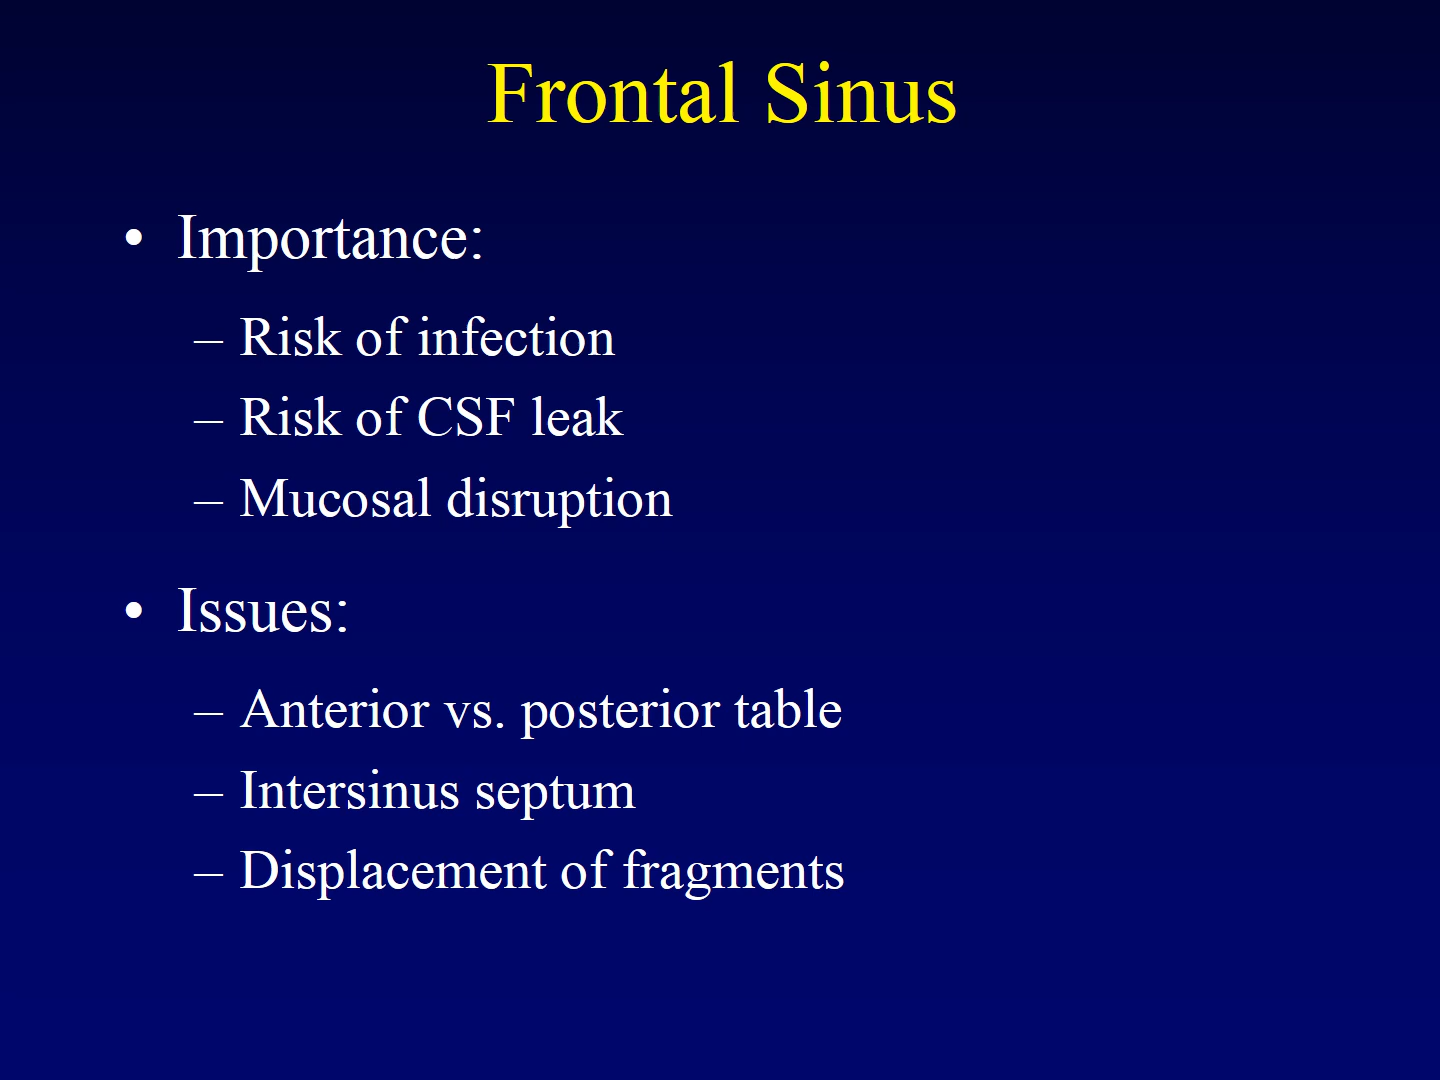 Frontal Sinus
• Importance:
– Risk of infection
– Risk of CSF leak
– Mucosal disruption
• Issues:
– Anterior vs. posterior table
– Intersinus septum
– Displacement of fragments